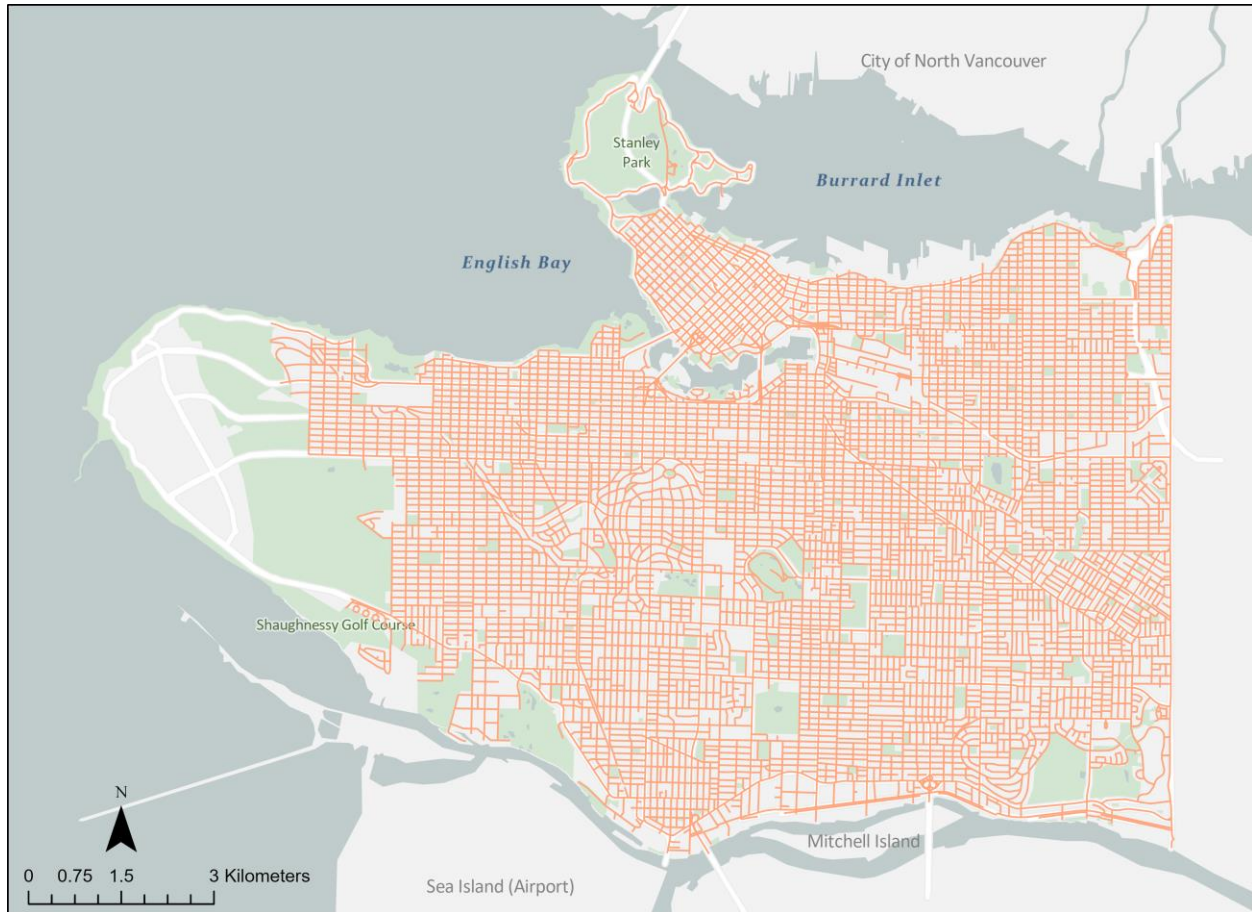 City of North Vancouver
Stanley
Park
Burrard Inlet
English Bay
Shaughnessy Golf Course
N
Mitchell Island
0 0.75 1.5 3 Kilometers
Sea Island (Airport)